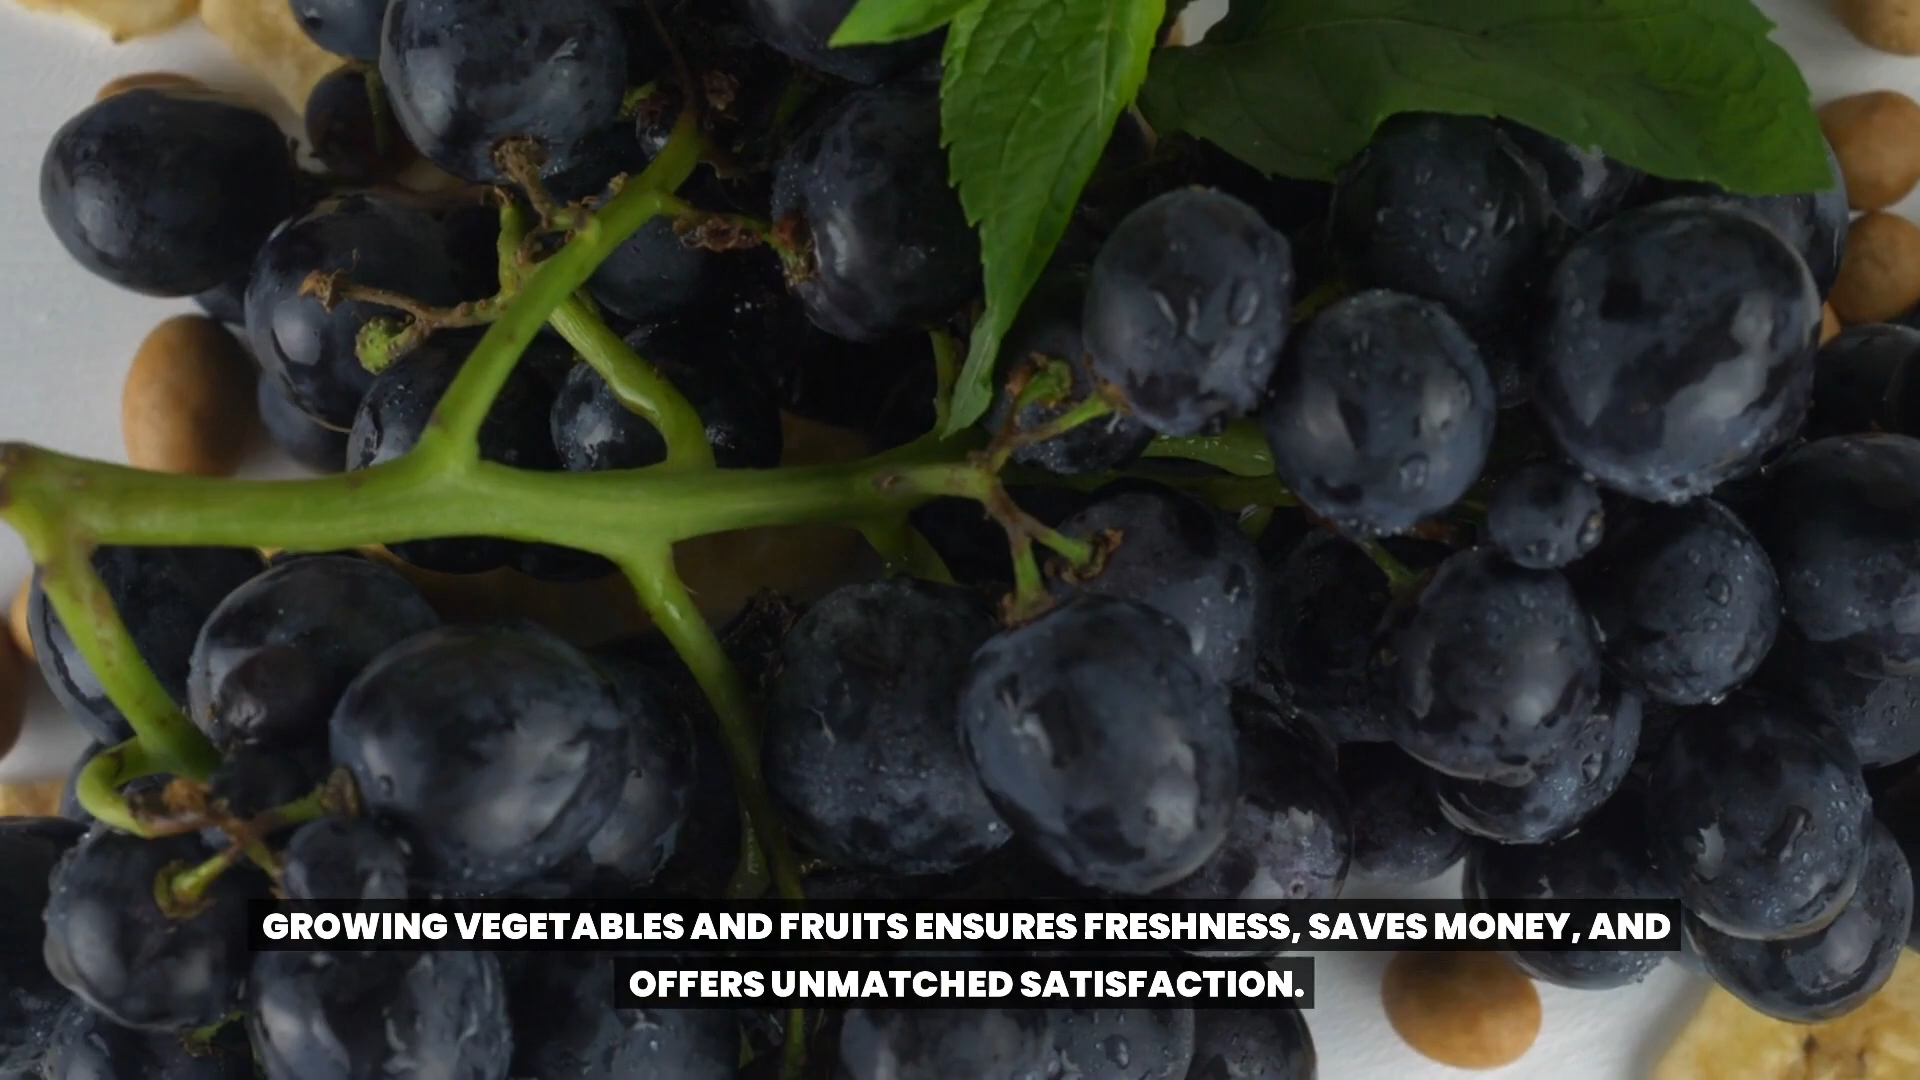 GROWING VEGETABLES AND FRUITS ENSURES FRESHNESS, SAVES MONEY, AND
OFFERS UNMATCHED SATISFACTION.